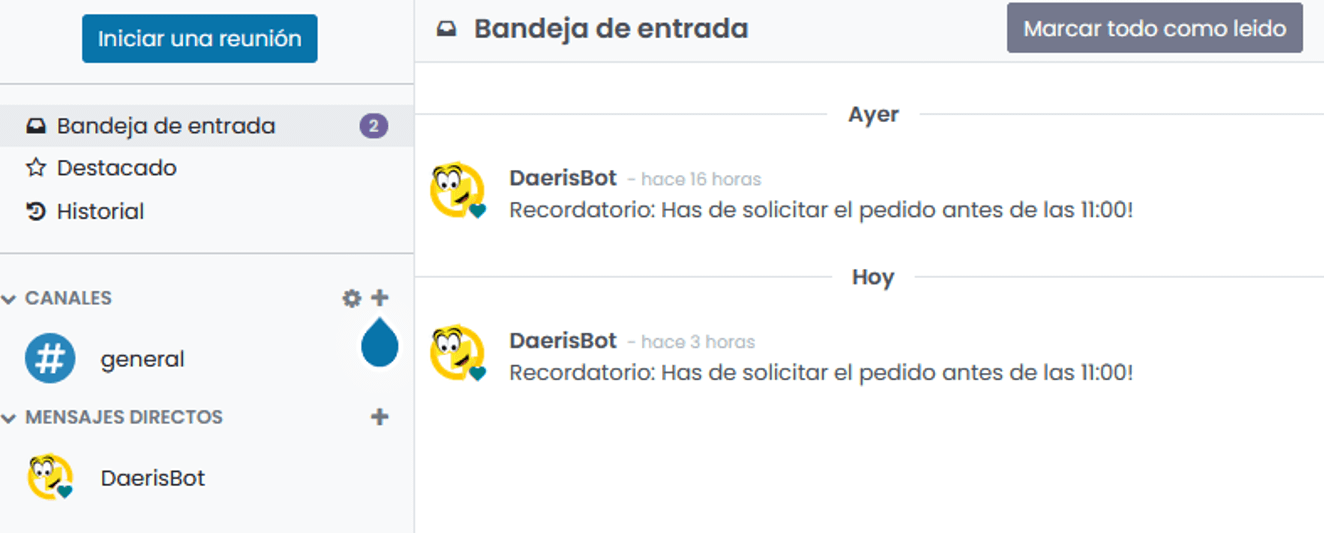 Iniciar una reunión
Bandeja de entrada 2
Destacado
Historial
CANALES
general
MENSAJES DIRECTOS
DaerisBot
Bandeja de entrada
Marcar todo como leido
Ayer
DaerisBot - hace 16 horas
Recordatorio: Has de solicitar el pedido antes de las 11:00!
Hoy
DaerisBot - hace 3 horas
Recordatorio: Has de solicitar el pedido antes de las 11:00!